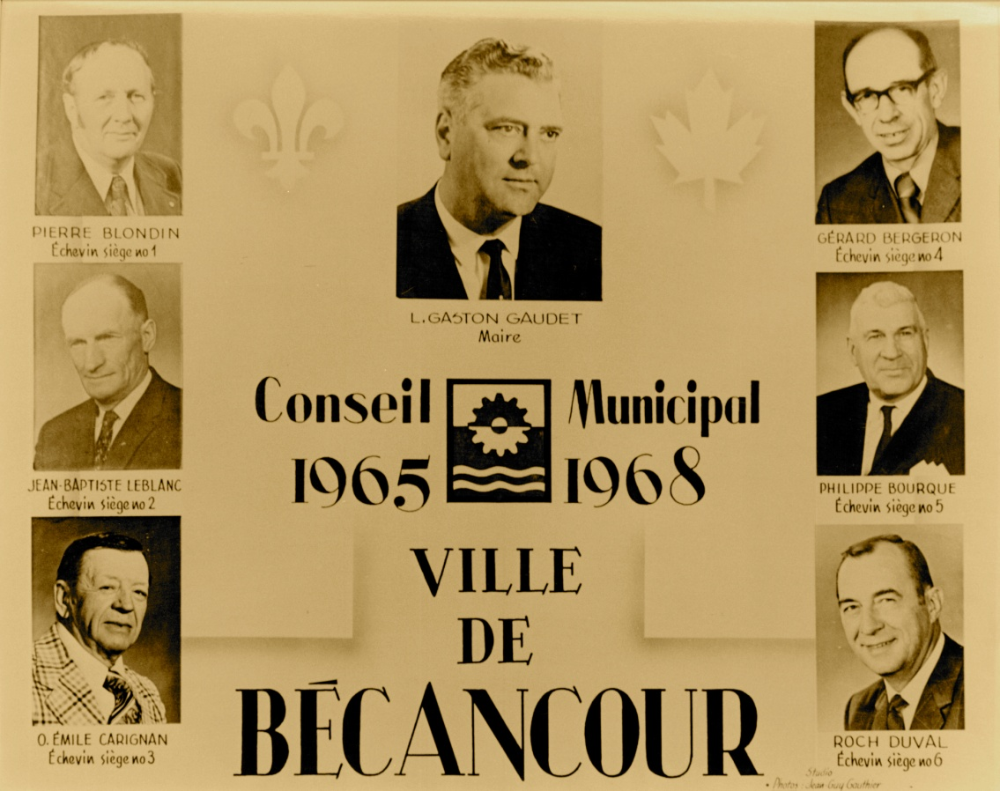 PIERRE BLONDIN
Échevin siège no 1
L. GASTON GAUDET
Maire
GÉRARD BERGERON
Échevin siège no 4
JEAN-BAPTISTE LEBLANC
Échevin siège no 2
Conseil Municipal
1965 1968
PHILIPPE BOURQUE
Échevin siège no 5
VILLE
DE
BÉCANCOUR
O. ÉMILE CARIGNAN
Échevin siège no 3
ROCH DUVAL
Échevin siège no 6
Studio
• Photos : Jean Guy Gauthier